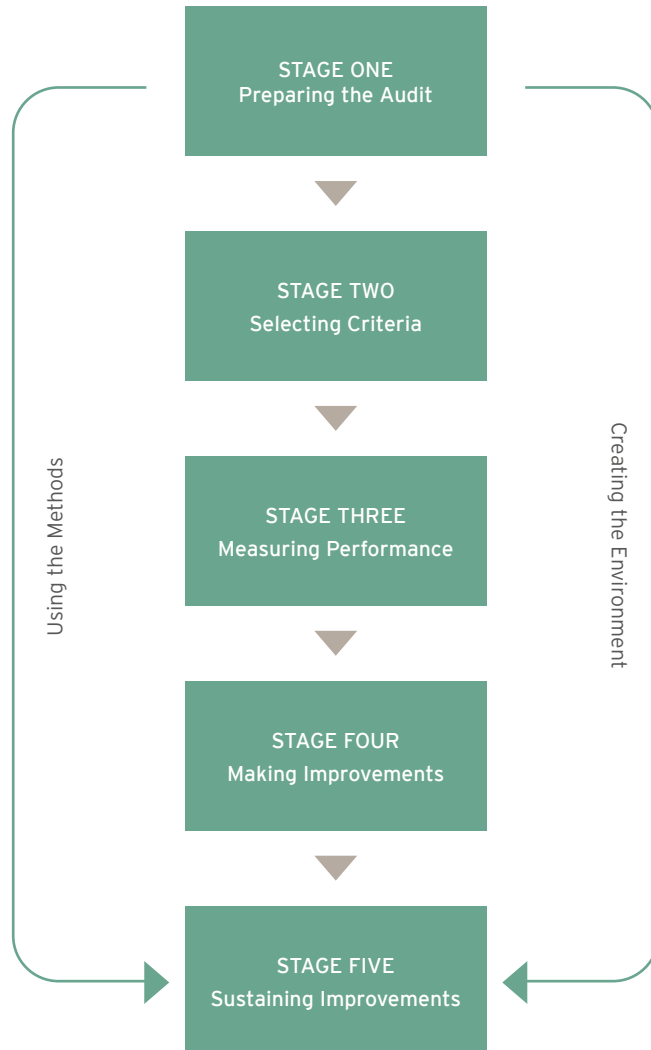 STAGE ONE
Preparing the Audit
STAGE TWO
Selecting Criteria
STAGE THREE
Measuring Performance
STAGE FOUR
Making Improvements
STAGE FIVE
Sustaining Improvements
Using the Methods
Creating the Environment